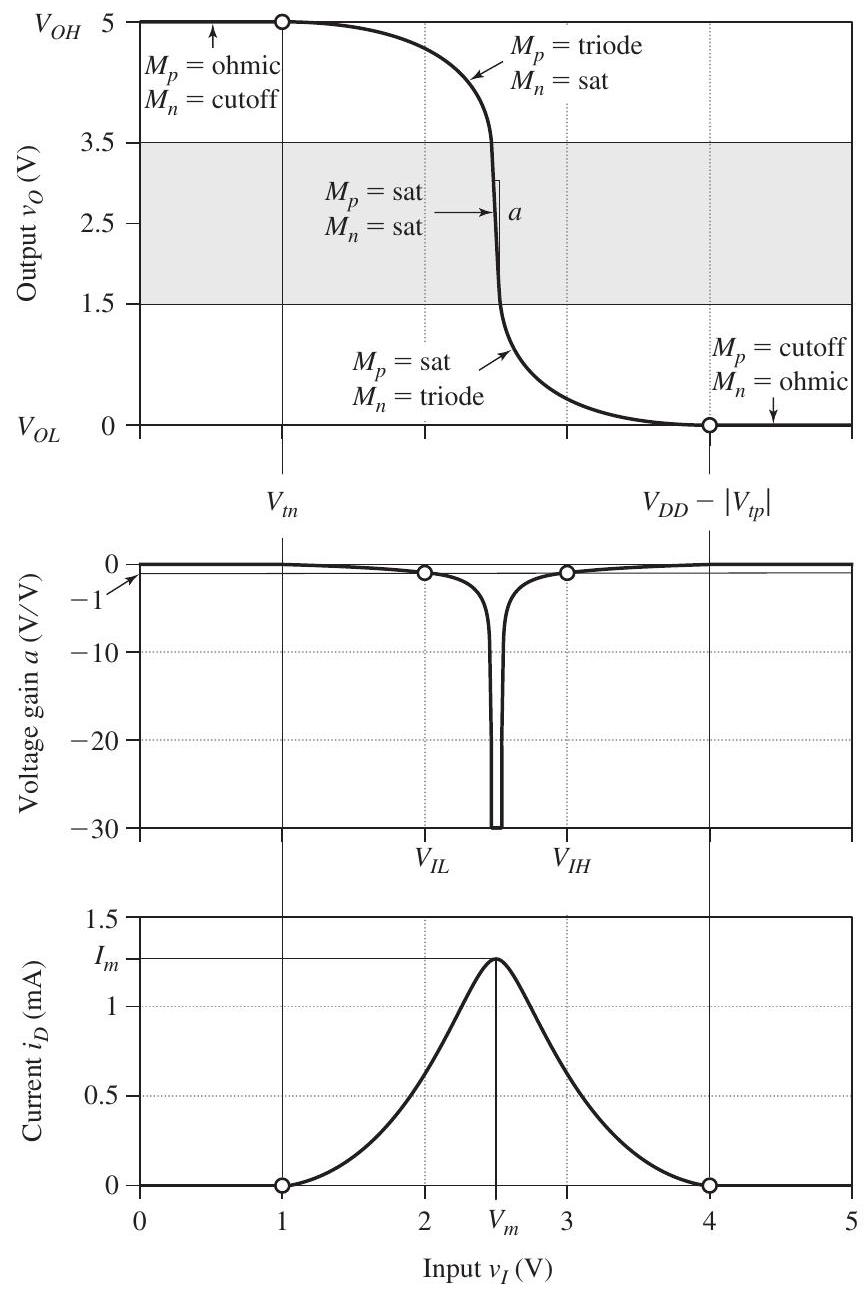 V_OH 5
M_p = ohmic
M_n = cutoff
M_p = triode
M_n = sat
3.5
M_p = sat
M_n = sat
a
2.5
1.5
M_p = sat
M_n = triode
M_p = cutoff
M_n = ohmic
V_OL 0
Output v_O (V)
V_tn
V_DD − |V_tp|
0
−1
−10
−20
−30
Voltage gain a (V/V)
V_IL
V_IH
1.5
I_m
1
0.5
0
Current i_D (mA)
0 1 2 V_m 3 4 5
Input v_I (V)